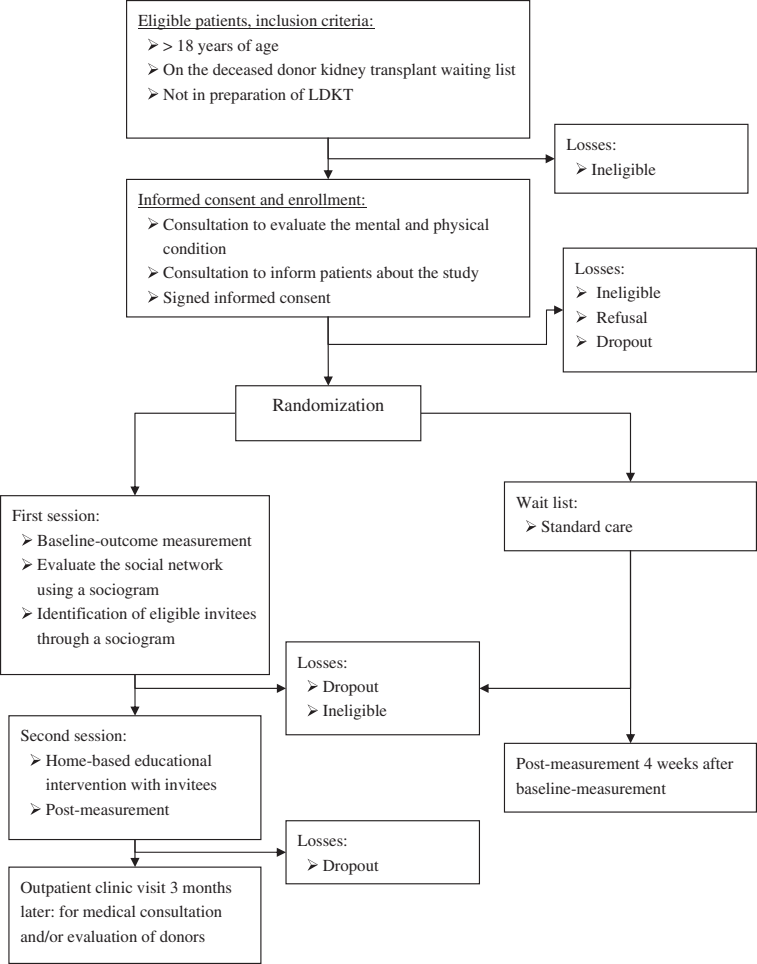 Eligible patients, inclusion criteria:
➢ > 18 years of age
➢ On the deceased donor kidney transplant waiting list
➢ Not in preparation of LDKT
Losses:
➢ Ineligible
Informed consent and enrollment:
➢ Consultation to evaluate the mental and physical
condition
➢ Consultation to inform patients about the study
➢ Signed informed consent
Losses:
➢ Ineligible
➢ Refusal
➢ Dropout
Randomization
First session:
➢ Baseline-outcome measurement
➢ Evaluate the social network
using a sociogram
➢ Identification of eligible invitees
through a sociogram
Wait list:
➢ Standard care
Losses:
➢ Dropout
➢ Ineligible
Second session:
➢ Home-based educational
intervention with invitees
➢ Post-measurement
Post-measurement 4 weeks after
baseline-measurement
Losses:
➢ Dropout
Outpatient clinic visit 3 months
later: for medical consultation
and/or evaluation of donors